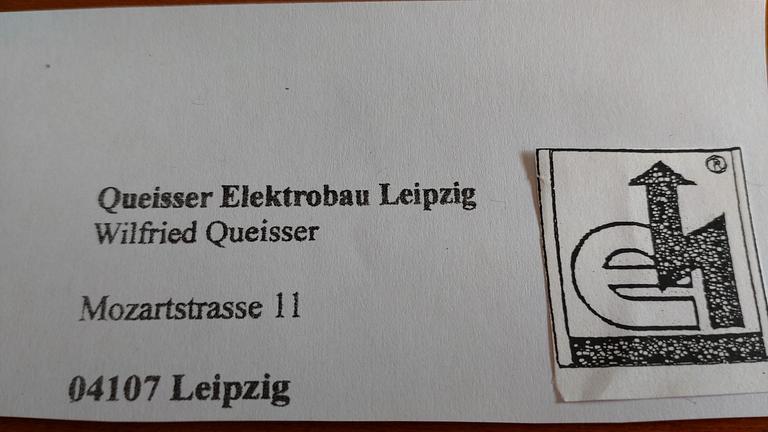 Queisser Elektrobau Leipzig
Wilfried Queisser
Mozartstrasse 11
04107 Leipzig
®
e